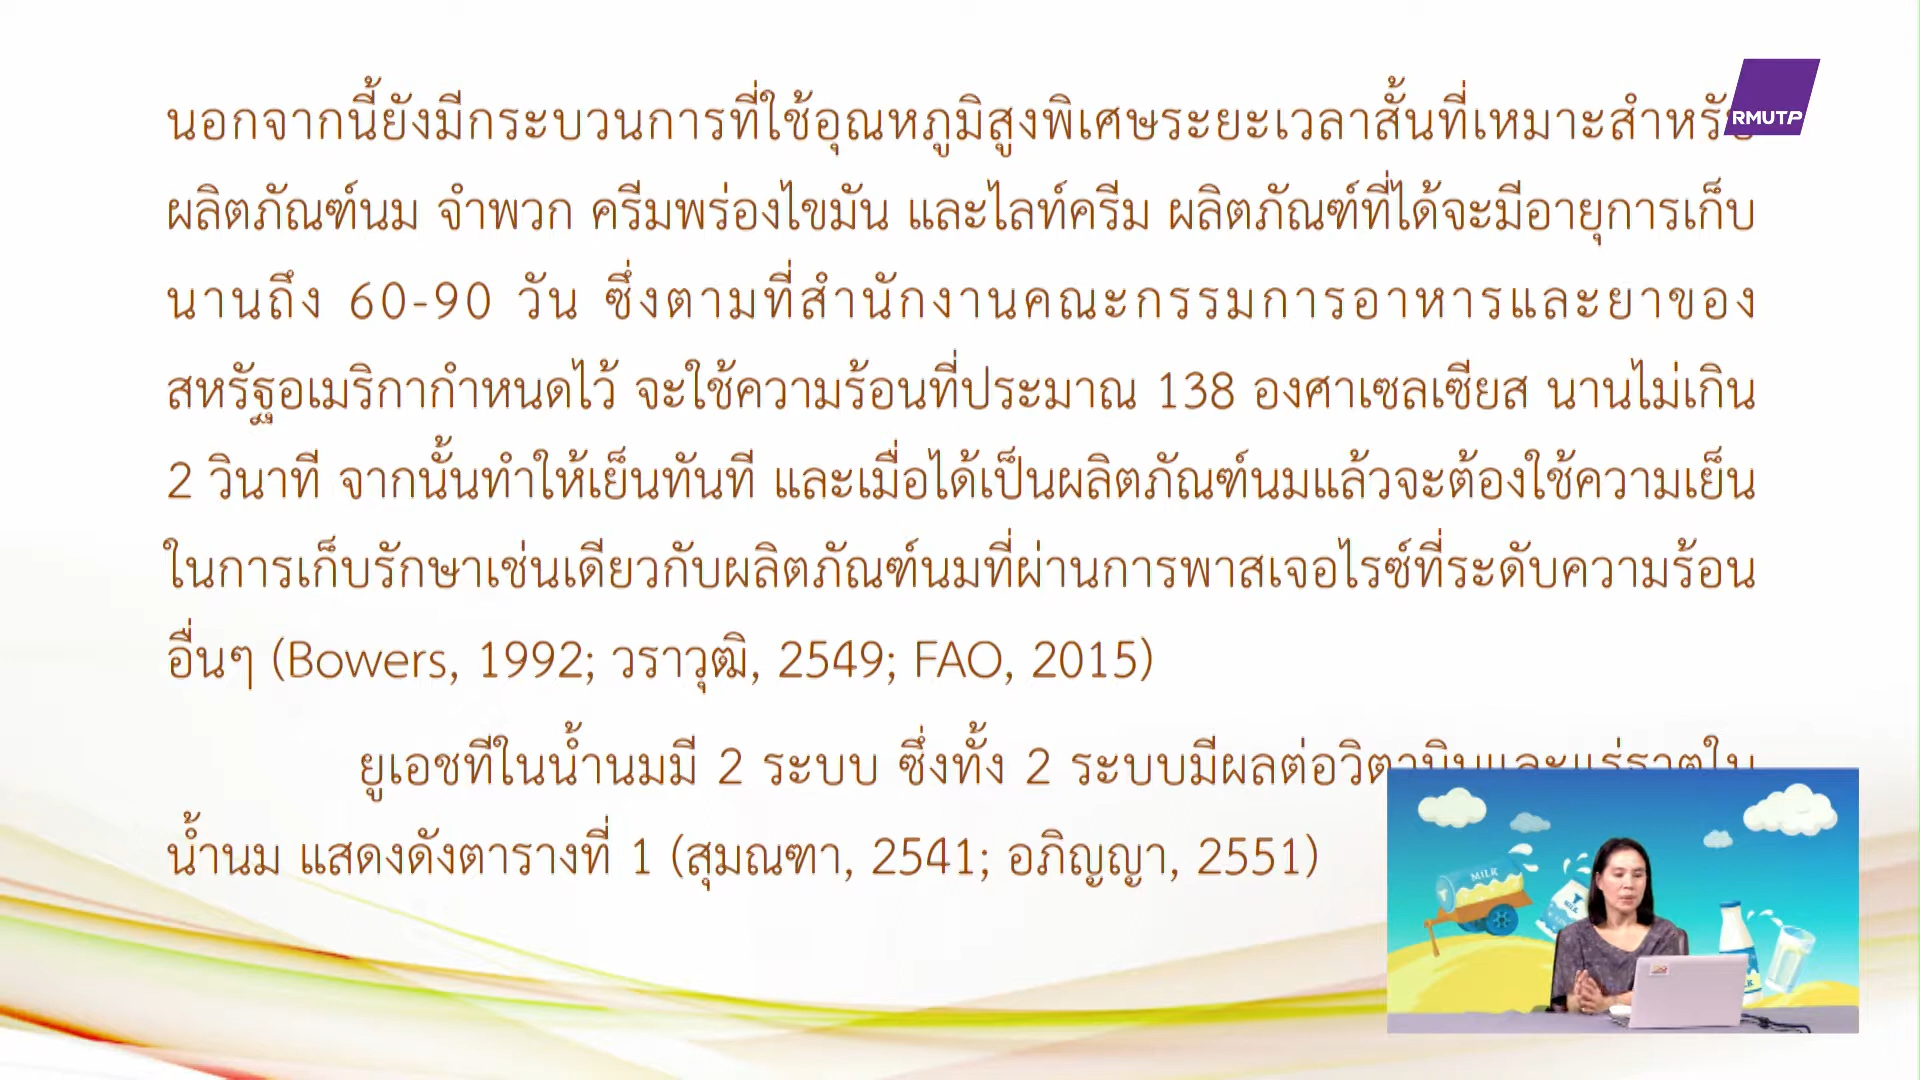 นอกจากนี้ยังมีกระบวนการที่ใช้อุณหภูมิสูงพิเศษระยะเวลาสั้นที่เหมาะสำหรับ
RMUTP
ผลิตภัณฑ์นม จำพวก ครีมพร่องไขมัน และไลท์ครีม ผลิตภัณฑ์ที่ได้จะมีอายุการเก็บ
นานถึง 60-90 วัน ซึ่งตามที่สำนักงานคณะกรรมการอาหารและยาของ
สหรัฐอเมริกากำหนดไว้ จะใช้ความร้อนที่ประมาณ 138 องศาเซลเซียส นานไม่เกิน
2 วินาที จากนั้นทำให้เย็นทันที และเมื่อได้เป็นผลิตภัณฑ์นมแล้วจะต้องใช้ความเย็น
ในการเก็บรักษาเช่นเดียวกับผลิตภัณฑ์นมที่ผ่านการพาสเจอไรซ์ที่ระดับความร้อน
อื่นๆ (Bowers, 1992; วราวุฒิ, 2549; FAO, 2015)
ยูเอชทีในน้ำนมมี 2 ระบบ ซึ่งทั้ง 2 ระบบมีผลต่อวิตามินและแร่ธาตุใน
น้ำนม แสดงดังตารางที่ 1 (สุมณฑา, 2541; อภิญญา, 2551)
MILK